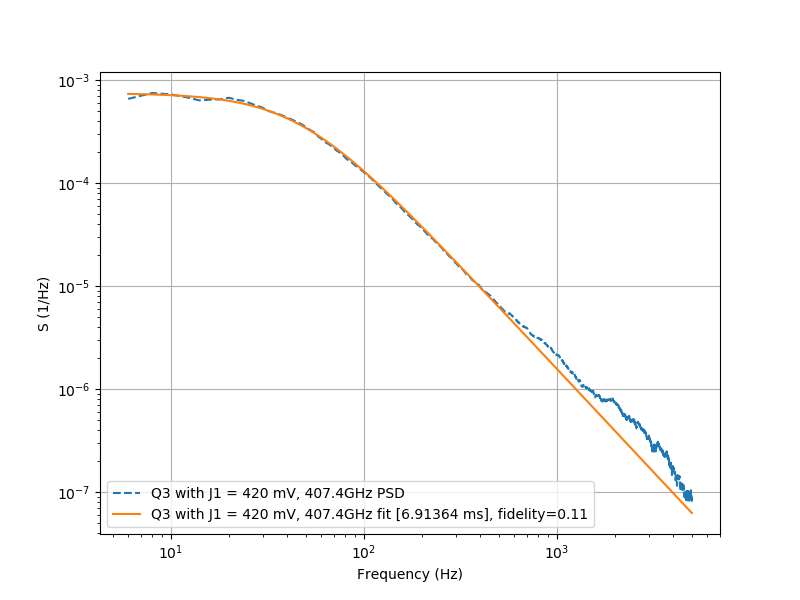 10⁻³
10⁻⁴
10⁻⁵
10⁻⁶
10⁻⁷
S (1/Hz)
Q3 with J1 = 420 mV, 407.4GHz PSD
Q3 with J1 = 420 mV, 407.4GHz fit [6.91364 ms], fidelity=0.11
10¹ 10² 10³
Frequency (Hz)